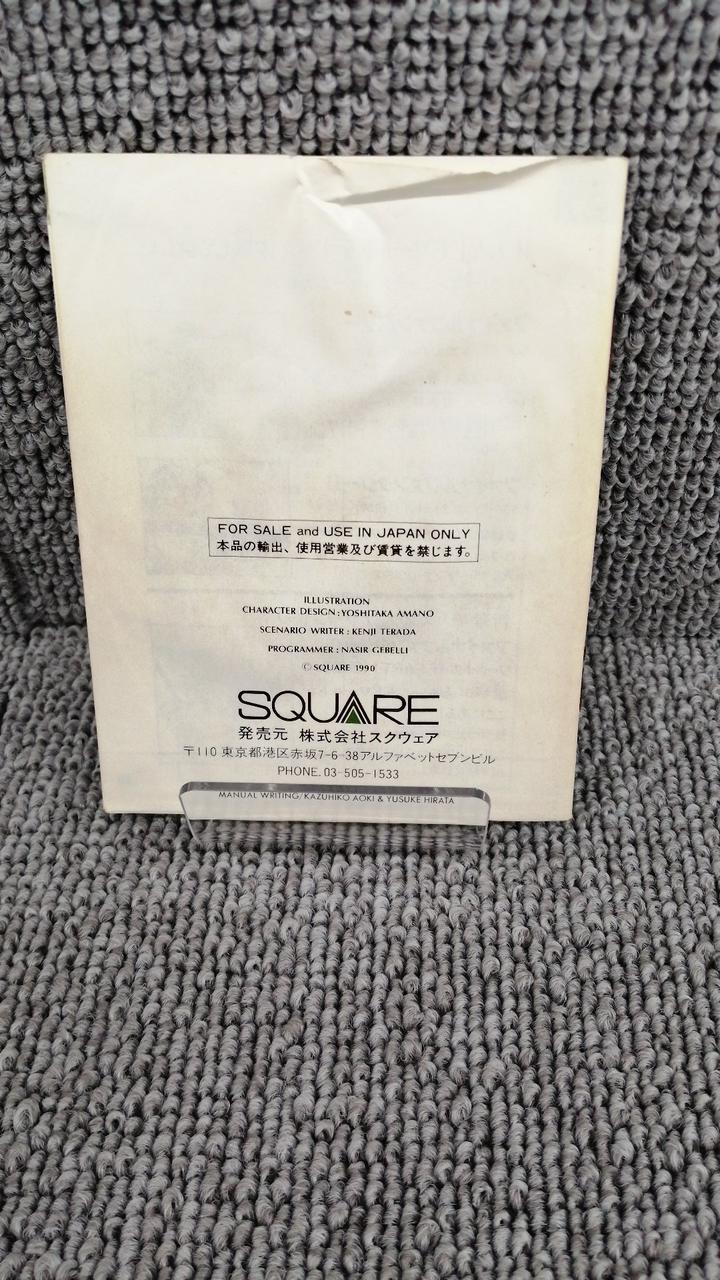 FOR SALE and USE IN JAPAN ONLY
本品の輸出、使用営業及び賃貸を禁じます。
ILLUSTRATION
CHARACTER DESIGN : YOSHITAKA AMANO
SCENARIO WRITER : KENJI TERADA
PROGRAMMER : NASIR GEBELLI
© SQUARE 1990
SQUARE
発売元 株式会社スクウェア
〒110 東京都港区赤坂7-6-38アルファベットセブンビル
PHONE. 03-505-1533
MANUAL WRITING/KAZUHIKO AOKI & YUSUKE HIRATA